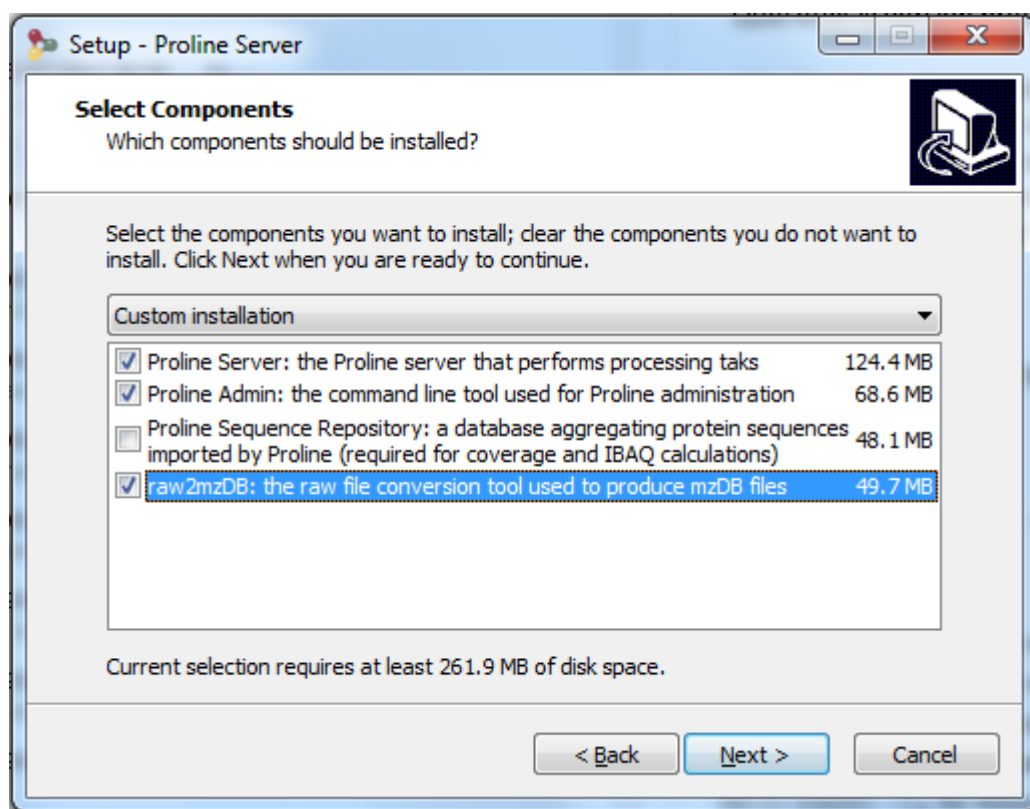 Setup - Proline Server
Select Components
Which components should be installed?
Select the components you want to install; clear the components you do not want to
install. Click Next when you are ready to continue.
Custom installation
Proline Server: the Proline server that performs processing taks 124.4 MB
Proline Admin: the command line tool used for Proline administration 68.6 MB
Proline Sequence Repository: a database aggregating protein sequences 48.1 MB
imported by Proline (required for coverage and IBAQ calculations)
raw2mzDB: the raw file conversion tool used to produce mzDB files 49.7 MB
Current selection requires at least 261.9 MB of disk space.
< Back Next > Cancel